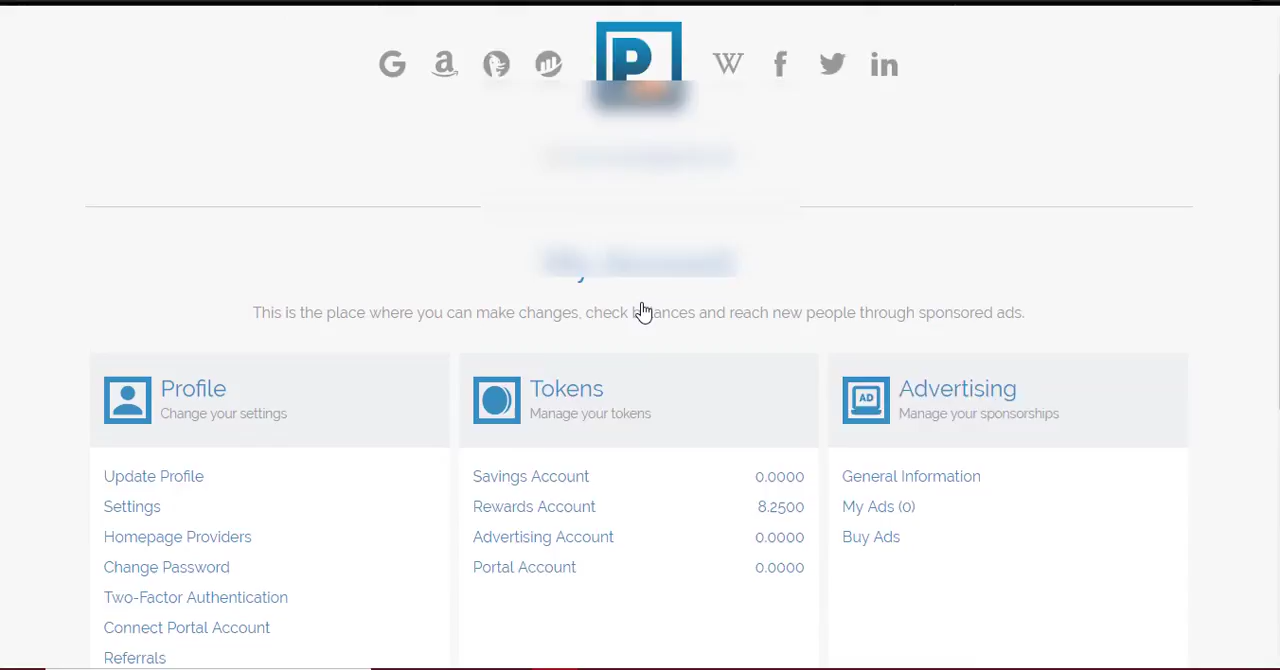 This is the place where you can make changes, check balances and reach new people through sponsored ads.
Profile
Change your settings
Update Profile
Settings
Homepage Providers
Change Password
Two-Factor Authentication
Connect Portal Account
Referrals
Tokens
Manage your tokens
Savings Account 0.0000
Rewards Account 8.2500
Advertising Account 0.0000
Portal Account 0.0000
AD
Advertising
Manage your sponsorships
General Information
My Ads (0)
Buy Ads